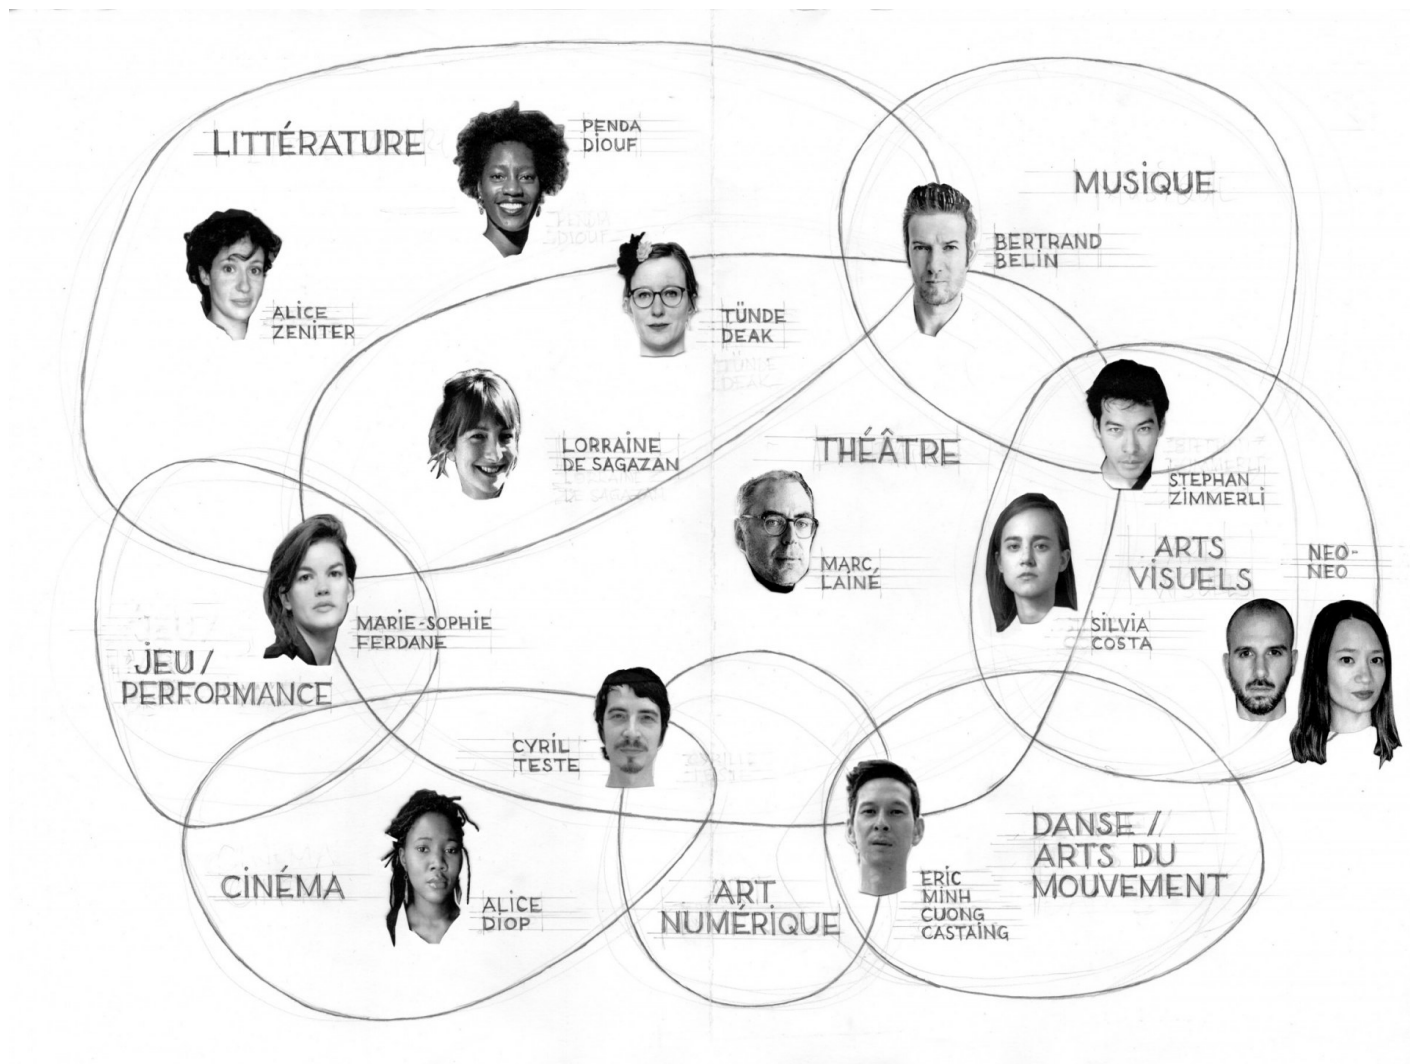 LITTÉRATURE
PENDA
DIOUF
MUSIQUE
ALICE
ZENITER
TÜNDE
DEAK
BERTRAND
BELIN
LORRAINE
DE SAGAZAN
THÉÂTRE
STEPHAN
ZIMMERLI
MARC
LAINÉ
ARTS
VISUELS
NEO-
NEO
SILVIA
COSTA
MARIE-SOPHIE
FERDANE
JEU/
PERFORMANCE
CYRIL
TESTE
CINÉMA
ALICE
DIOP
ART
NUMÉRIQUE
ERIC
MINH
CUONG
CASTAING
DANSE /
ARTS DU
MOUVEMENT